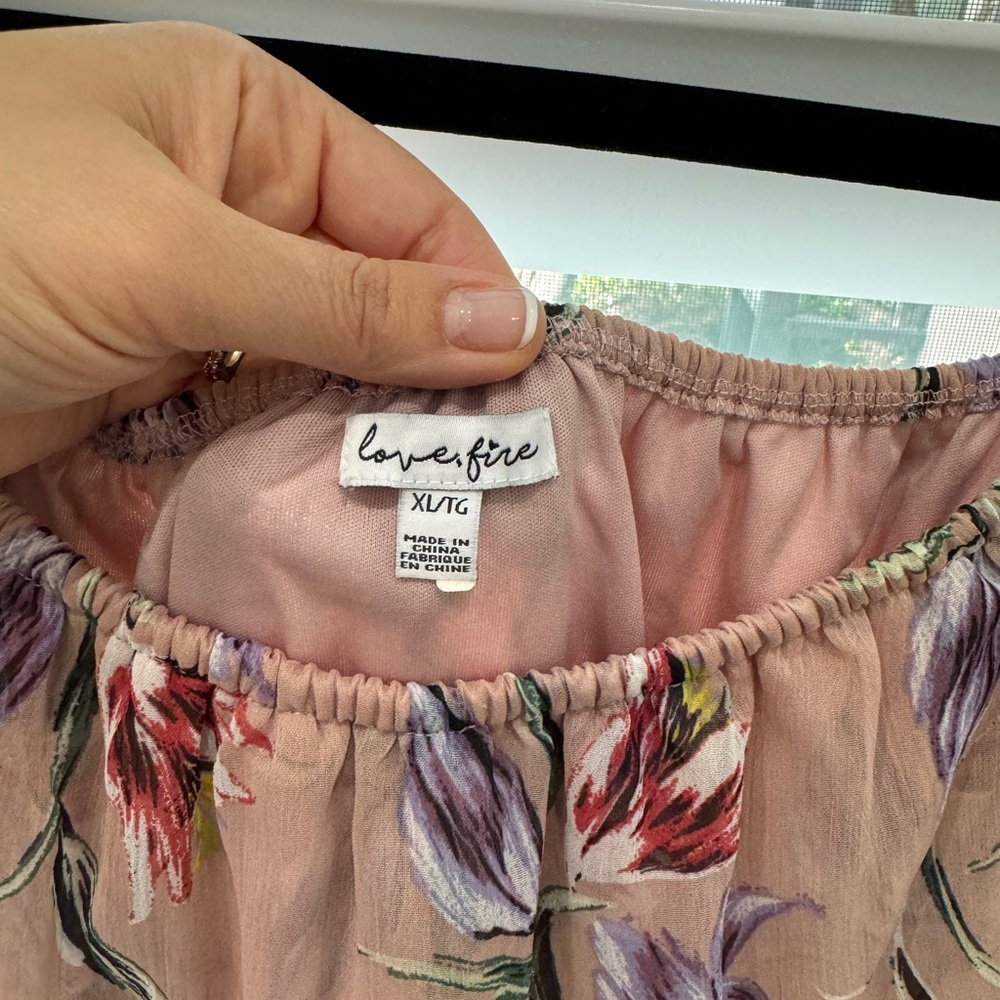 love, fire
XL/TG
MADE IN
CHINA
FABRIQUE
EN CHINE